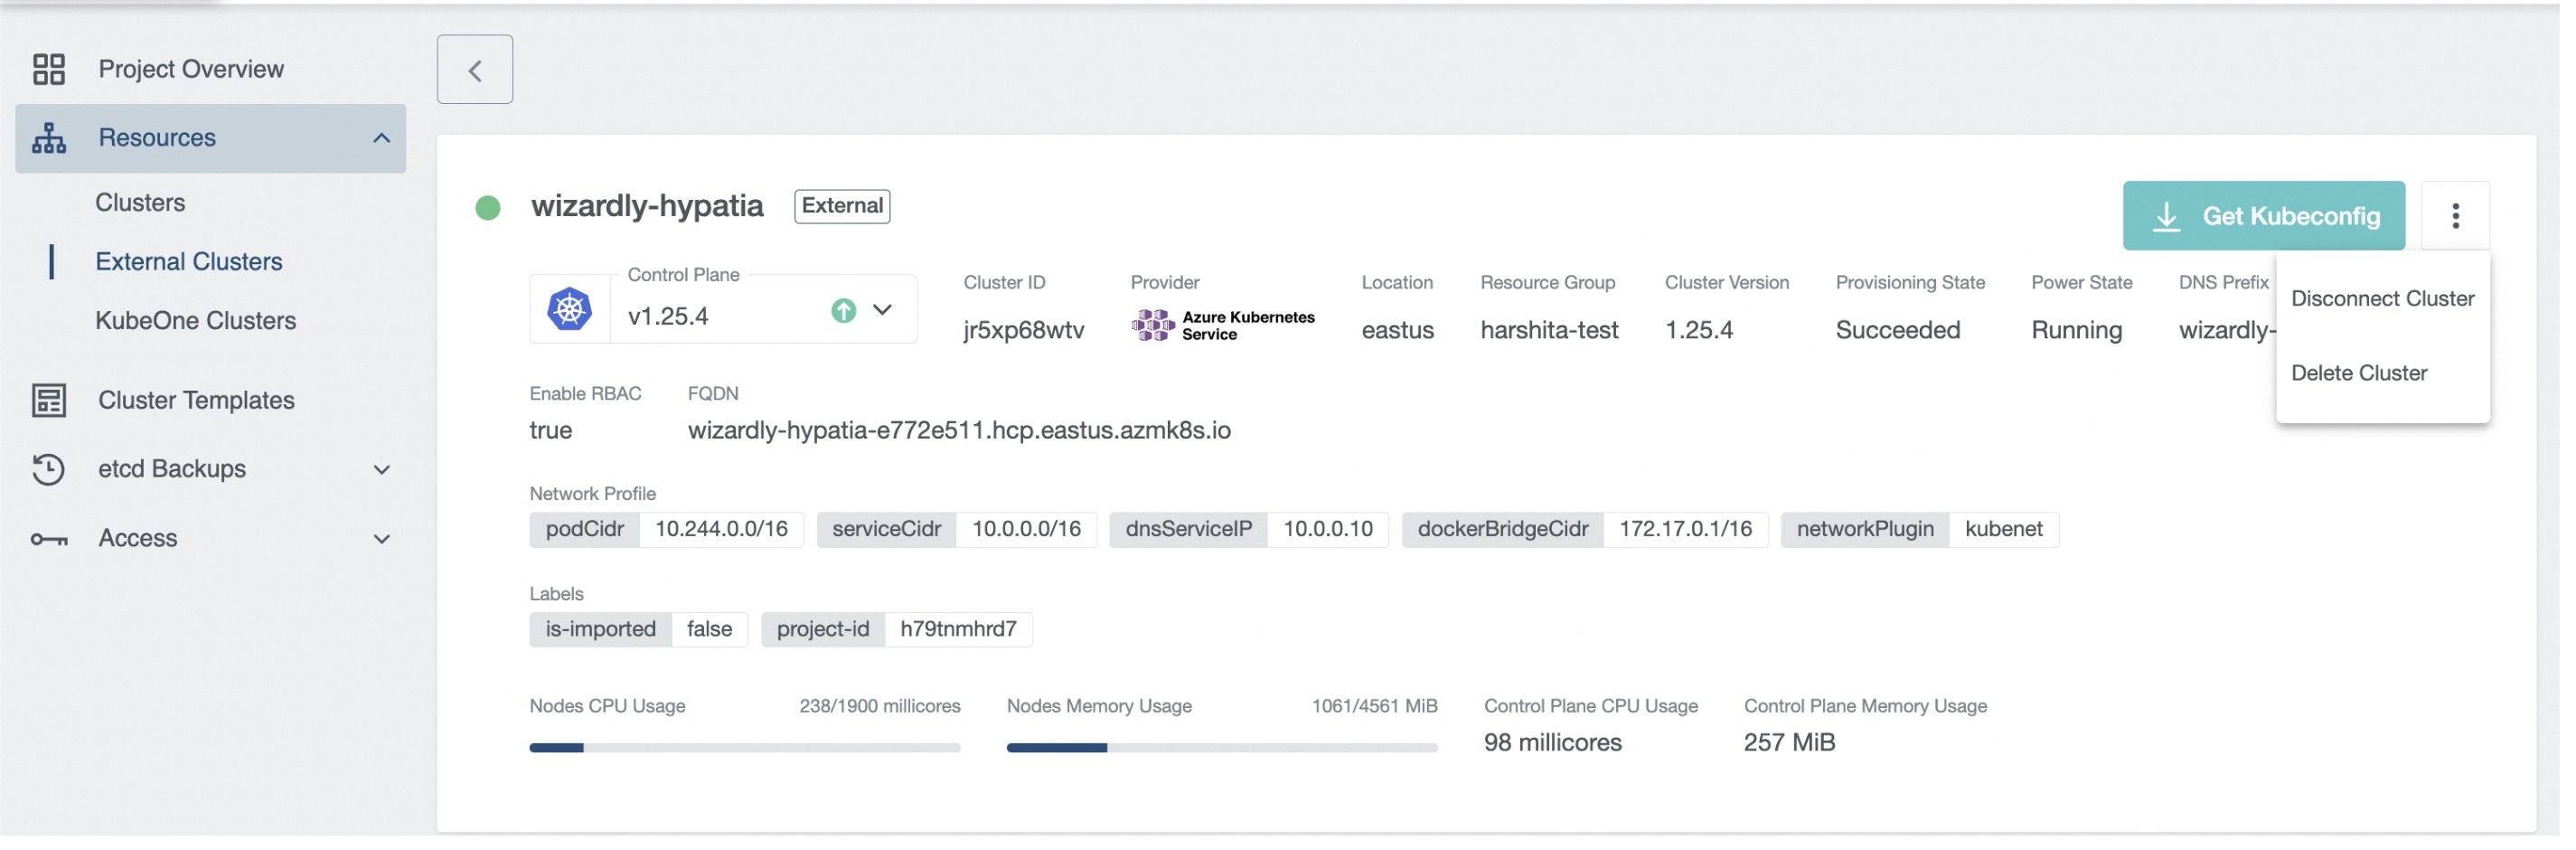 Project Overview
Resources
Clusters
External Clusters
KubeOne Clusters
Cluster Templates
etcd Backups
Access
wizardly-hypatia External
Get Kubeconfig
Disconnect Cluster
Delete Cluster
Control Plane
v1.25.4
Cluster ID
jr5xp68wtv
Provider
Azure Kubernetes
Service
Location
eastus
Resource Group
harshita-test
Cluster Version
1.25.4
Provisioning State
Succeeded
Power State
Running
DNS Prefix
wizardly-
Enable RBAC
true
FQDN
wizardly-hypatia-e772e511.hcp.eastus.azmk8s.io
Network Profile
podCidr 10.244.0.0/16 serviceCidr 10.0.0.0/16 dnsServiceIP 10.0.0.10 dockerBridgeCidr 172.17.0.1/16 networkPlugin kubenet
Labels
is-imported false project-id h79tnmhrd7
Nodes CPU Usage 238/1900 millicores
Nodes Memory Usage 1061/4561 MiB
Control Plane CPU Usage
98 millicores
Control Plane Memory Usage
257 MiB